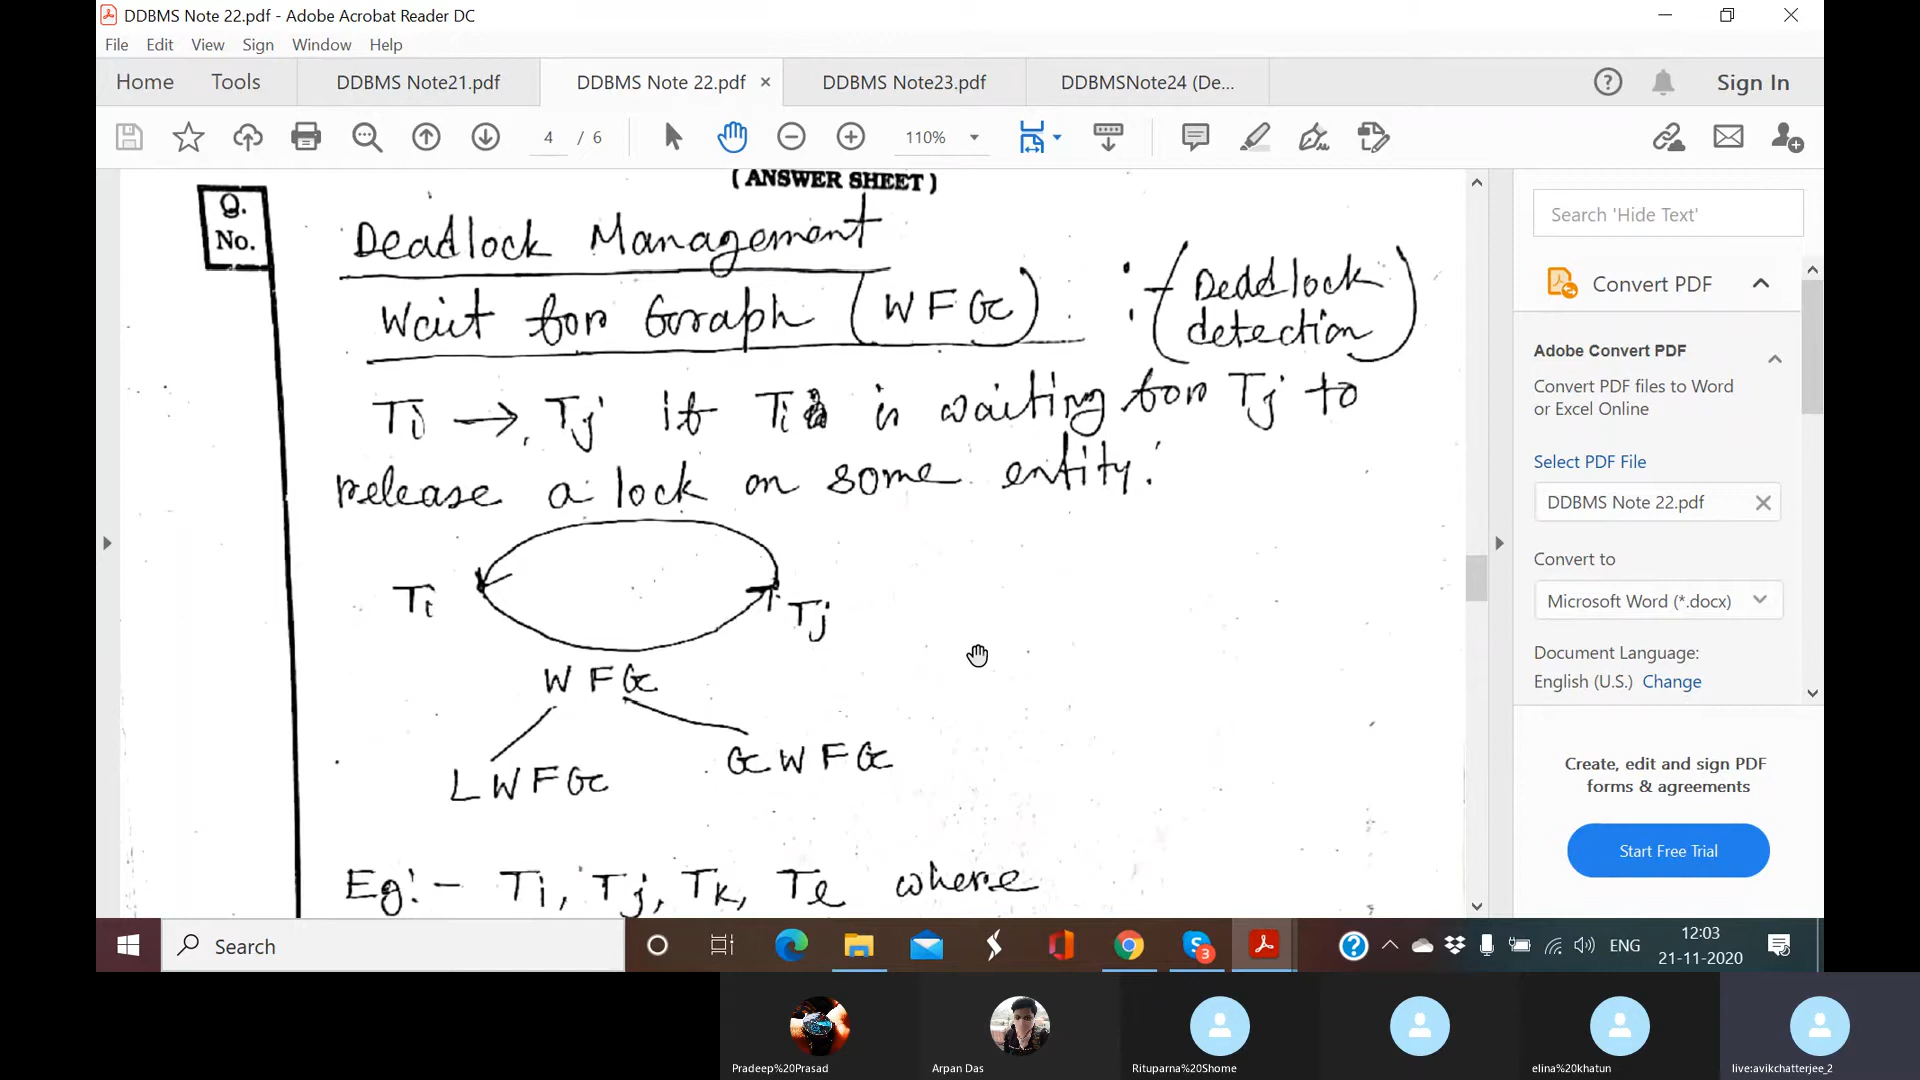 DDBMS Note 22.pdf - Adobe Acrobat Reader DC
File Edit View Sign Window Help
Home Tools DDBMS Note21.pdf DDBMS Note 22.pdf × DDBMS Note23.pdf DDBMSNote24 (De... Sign In
4 / 6 110%
( ANSWER SHEET )
Q.
No.
Deadlock Management
Wait for Graph (WFG) :- (Deadlock
detection)
Ti → Tj if Ti is waiting for Tj to
release a lock on some entity.
Ti Tj
WFG
LWFG GWFG
Eg:- Ti, Tj, Tk, Tl where
Search 'Hide Text'
Convert PDF
Adobe Convert PDF
Convert PDF files to Word
or Excel Online
Select PDF File
DDBMS Note 22.pdf
Convert to
Microsoft Word (*.docx)
Document Language:
English (U.S.) Change
Create, edit and sign PDF
forms & agreements
Start Free Trial
Search 3 ENG 12:03
21-11-2020
Pradeep%20Prasad Arpan Das Rituparna%20Shome elina%20khatun live:avikchatterjee_2